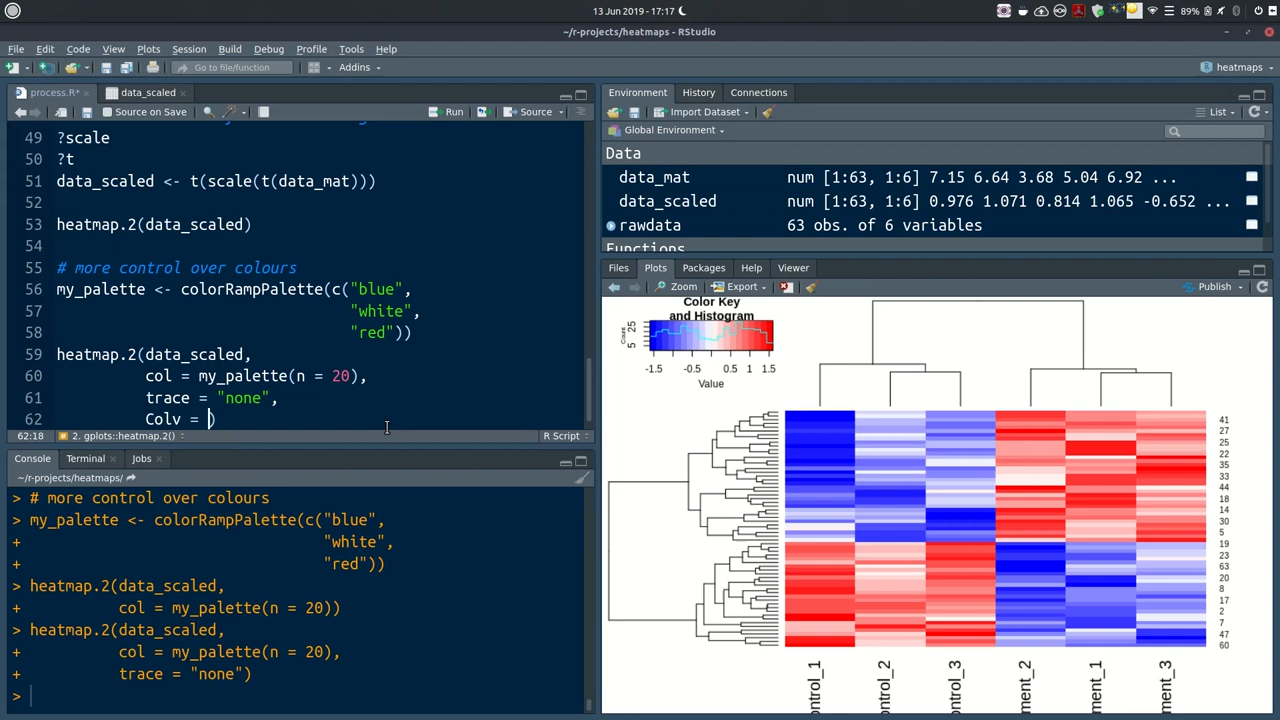 13 Jun 2019 - 17:17
89%
~/r-projects/heatmaps - RStudio
File Edit Code View Plots Session Build Debug Profile Tools Help
Go to file/function
Addins
heatmaps
process.R* × data_scaled ×
Source on Save
Run
Source
49 ?scale
50 ?t
51 data_scaled <- t(scale(t(data_mat)))
52
53 heatmap.2(data_scaled)
54
55 # more control over colours
56 my_palette <- colorRampPalette(c("blue",
57 "white",
58 "red"))
59 heatmap.2(data_scaled,
60 col = my_palette(n = 20),
61 trace = "none",
62 Colv = )
62:18 2. gplots::heatmap.2() R Script
Console Terminal × Jobs ×
~/r-projects/heatmaps/
> # more control over colours
> my_palette <- colorRampPalette(c("blue",
+ "white",
+ "red"))
> heatmap.2(data_scaled,
+ col = my_palette(n = 20))
> heatmap.2(data_scaled,
+ col = my_palette(n = 20),
+ trace = "none")
>
Environment History Connections
Import Dataset List
Global Environment
Data
data_mat num [1:63, 1:6] 7.15 6.64 3.68 5.04 6.92 ...
data_scaled num [1:63, 1:6] 0.976 1.071 0.814 1.065 -0.652 ...
rawdata 63 obs. of 6 variables
Functions
Files Plots Packages Help Viewer
Zoom Export Publish
Color Key
and Histogram
Count
5 25
-1.5 -0.5 0.5 1 1.5
Value
41
27
25
22
35
33
44
18
14
30
5
19
23
63
20
8
17
2
7
47
60
ontrol_1 ontrol_2 ontrol_3 ment_2 ment_1 ment_3